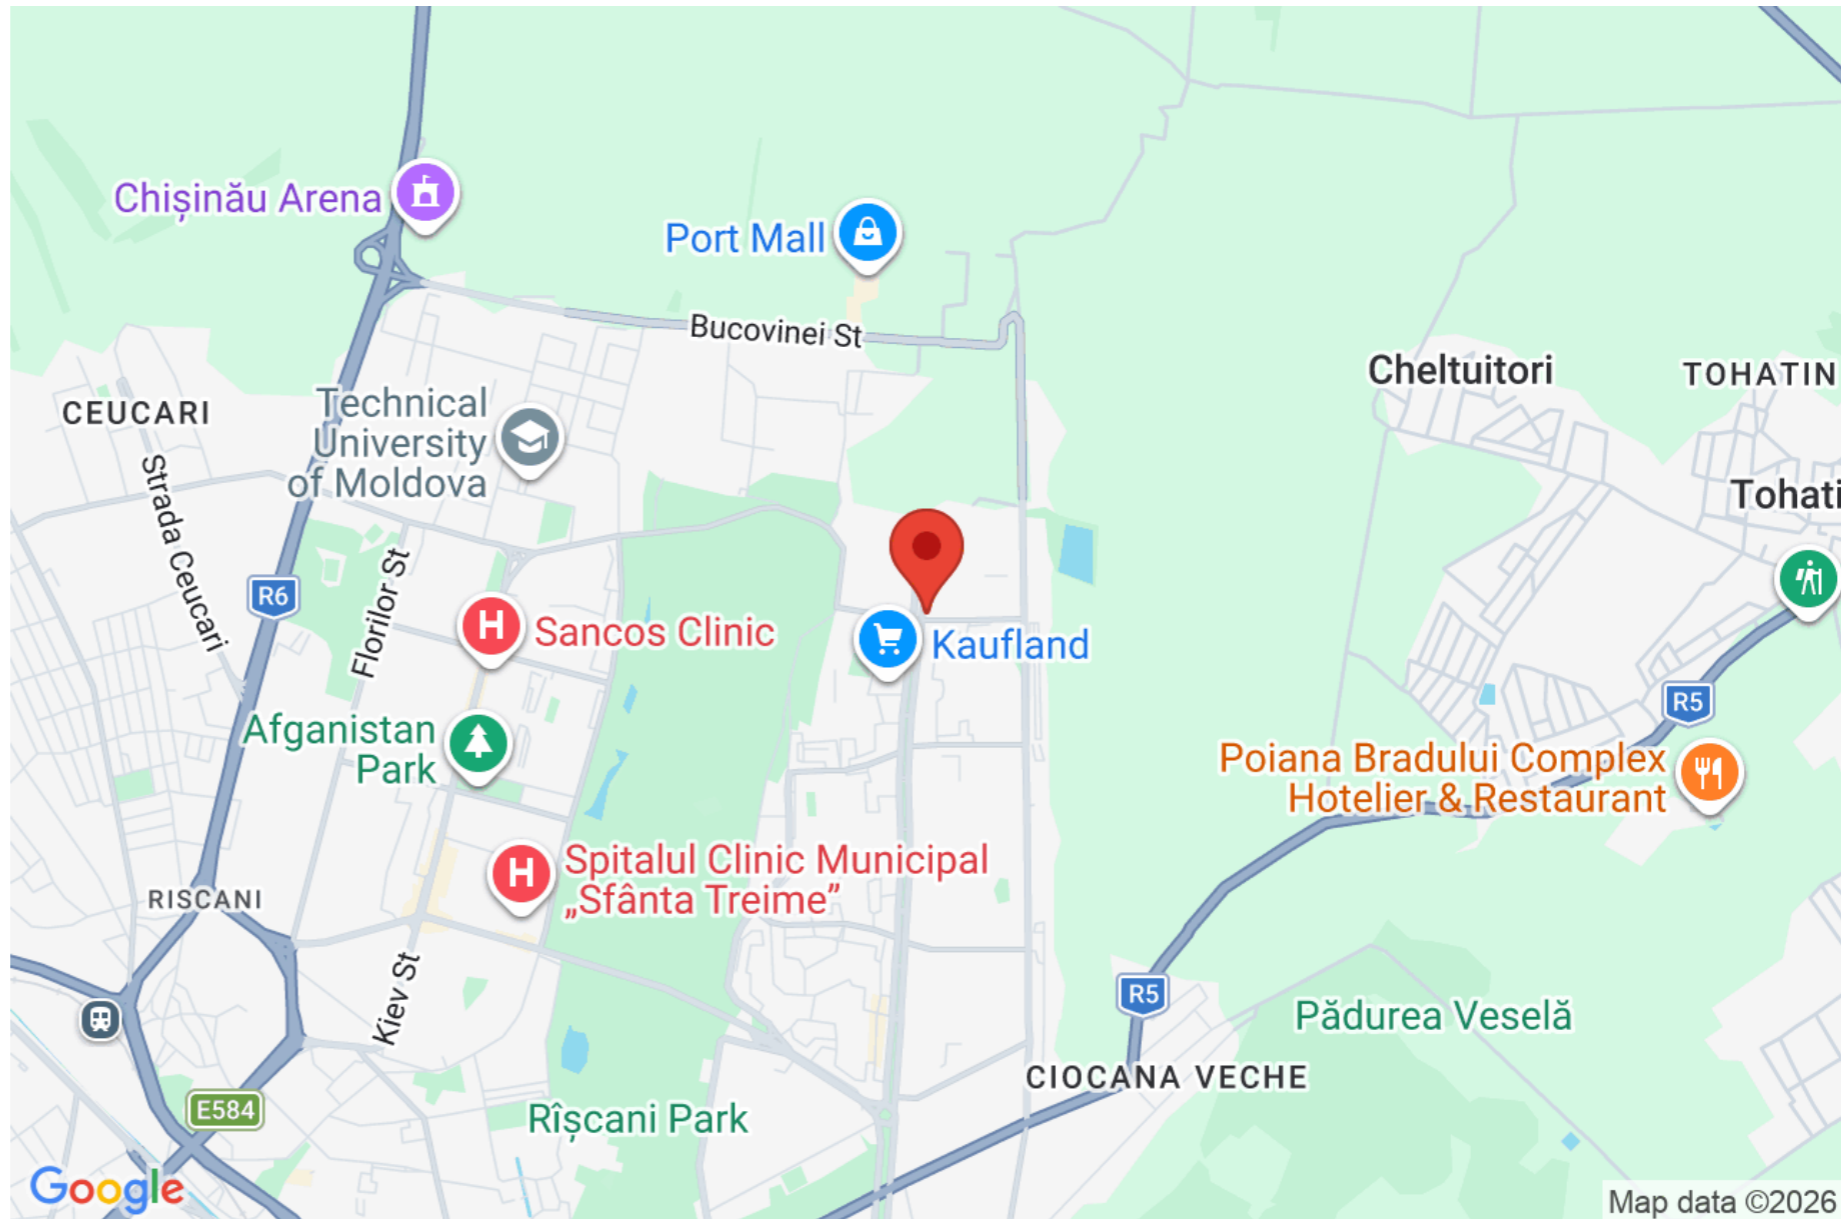 Chișinău Arena
Port Mall
Bucovinei St
Cheltuitori
TOHATIN
CEUCARI
Technical
University
of Moldova
Strada Ceucari
Tohati
R6
Florilor St
H
Sancos Clinic
Kaufland
R5
Afganistan
Park
Poiana Bradului Complex
Hotelier & Restaurant
H
Spitalul Clinic Municipal
„Sfânta Treime”
RISCANI
Kiev St
R5
Pădurea Veselă
CIOCANA VECHE
E584
Rîșcani Park
Google
Map data ©2026